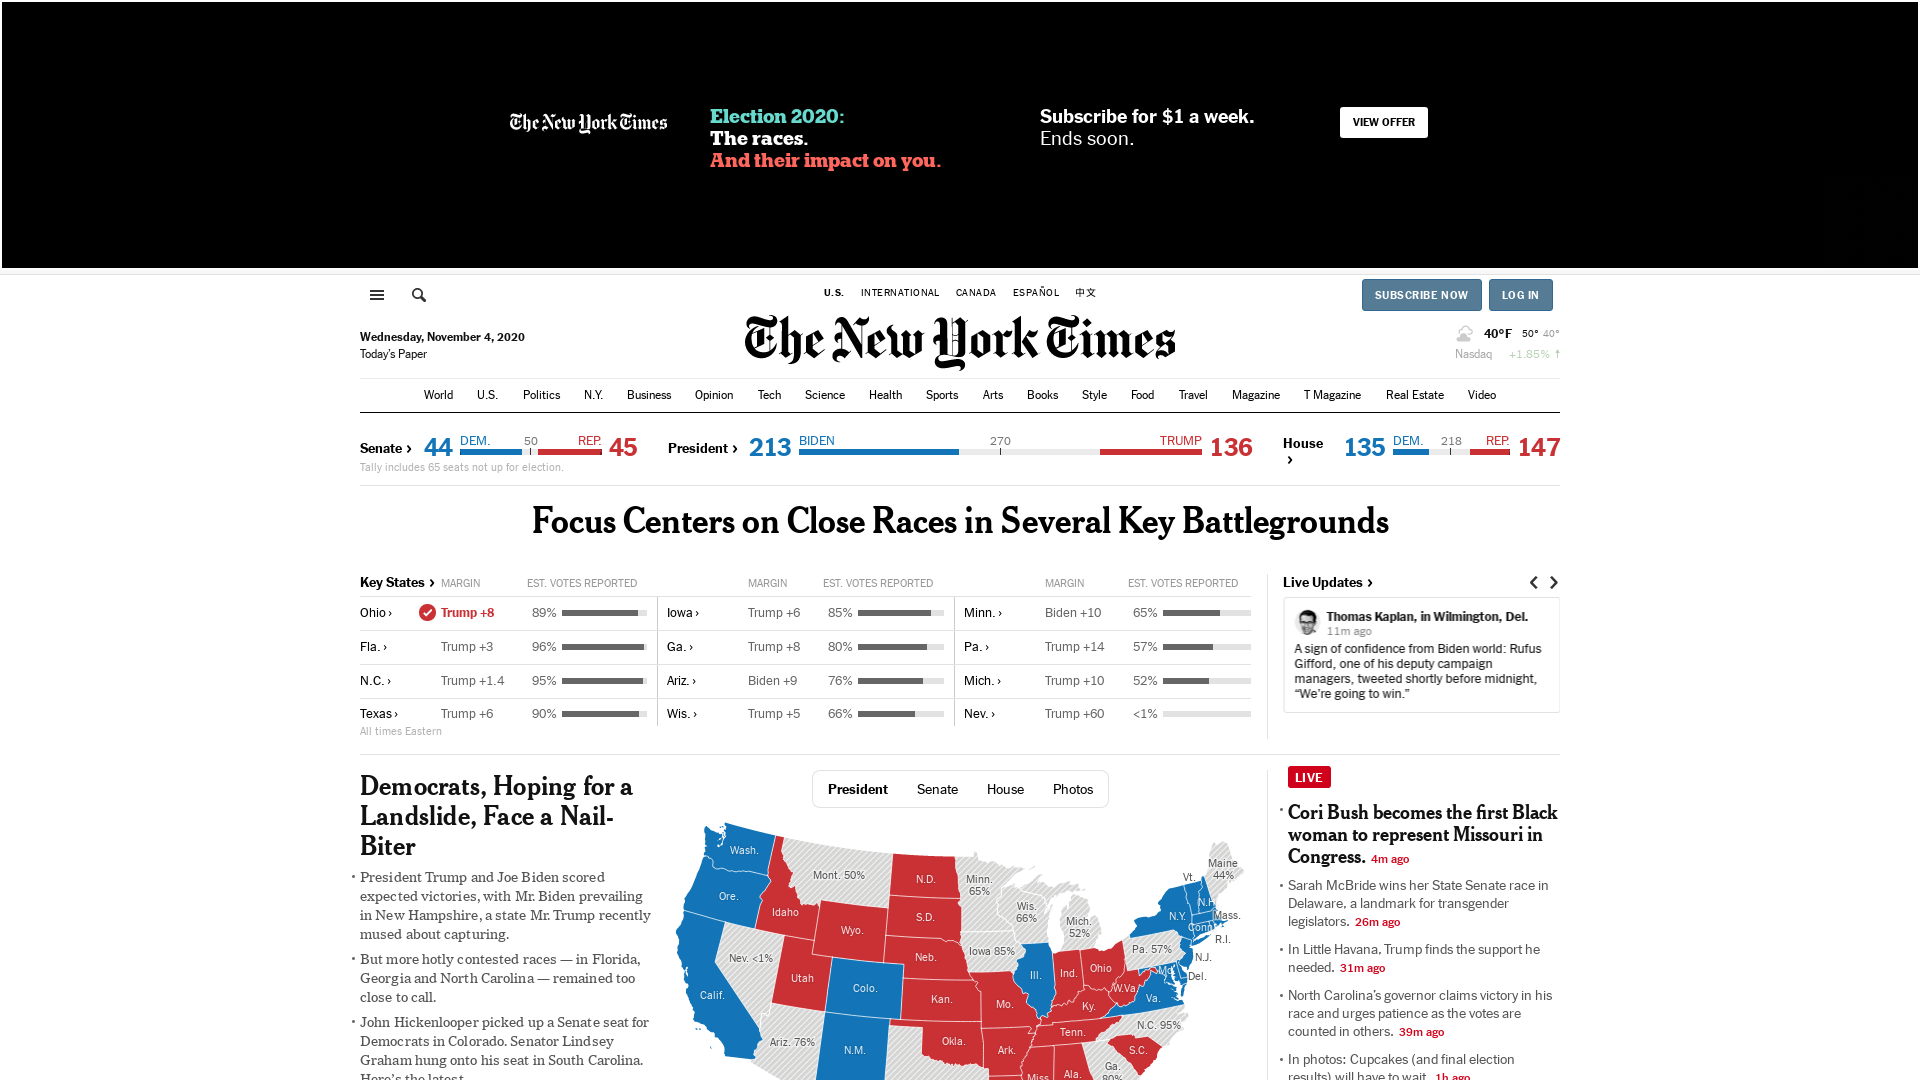 The New York Times
Election 2020:
The races.
And their impact on you.
Subscribe for $1 a week.
Ends soon.
VIEW OFFER
U.S. INTERNATIONAL CANADA ESPAÑOL 中文
SUBSCRIBE NOW LOG IN
Wednesday, November 4, 2020
Today's Paper
The New York Times
40°F 50° 40°
Nasdaq +1.85% ↑
World U.S. Politics N.Y. Business Opinion Tech Science Health Sports Arts Books Style Food Travel Magazine T Magazine Real Estate Video
Senate › 44 DEM. 50 REP. 45
Tally includes 65 seats not up for election.
President › 213 BIDEN 270 TRUMP 136
House › 135 DEM. 218 REP. 147
Focus Centers on Close Races in Several Key Battlegrounds
Key States › MARGIN EST. VOTES REPORTED MARGIN EST. VOTES REPORTED MARGIN EST. VOTES REPORTED
Ohio › Trump +8 89% Iowa › Trump +6 85% Minn. › Biden +10 65%
Fla. › Trump +3 96% Ga. › Trump +8 80% Pa. › Trump +14 57%
N.C. › Trump +1.4 95% Ariz. › Biden +9 76% Mich. › Trump +10 52%
Texas › Trump +6 90% Wis. › Trump +5 66% Nev. › Trump +60 <1%
All times Eastern
Live Updates ›
Thomas Kaplan, in Wilmington, Del.
11m ago
A sign of confidence from Biden world: Rufus
Gifford, one of his deputy campaign
managers, tweeted shortly before midnight,
“We’re going to win.”
Democrats, Hoping for a
Landslide, Face a Nail-
Biter
• President Trump and Joe Biden scored
expected victories, with Mr. Biden prevailing
in New Hampshire, a state Mr. Trump recently
mused about capturing.
• But more hotly contested races — in Florida,
Georgia and North Carolina — remained too
close to call.
• John Hickenlooper picked up a Senate seat for
Democrats in Colorado. Senator Lindsey
Graham hung onto his seat in South Carolina.
Here’s the latest.
President Senate House Photos
Wash.
Mont. 50%
N.D.
Minn.
65%
Maine
44%
Vt.
Ore.
Idaho
S.D.
Wis.
66%
Mich.
52%
N.Y.
N.H.
Mass.
Wyo.
Conn.
R.I.
Nev. <1%
Neb.
Iowa 85%
Pa. 57%
N.J.
Utah
Colo.
Ill.
Ind.
Ohio
Md.
Del.
Calif.
Kan.
Mo.
W.Va.
Ky.
Va.
Ariz. 76%
N.M.
Okla.
Ark.
Tenn.
N.C. 95%
S.C.
Miss.
Ala.
Ga.
80%
LIVE
• Cori Bush becomes the first Black
woman to represent Missouri in
Congress. 4m ago
• Sarah McBride wins her State Senate race in
Delaware, a landmark for transgender
legislators. 26m ago
• In Little Havana, Trump finds the support he
needed. 31m ago
• North Carolina’s governor claims victory in his
race and urges patience as the votes are
counted in others. 39m ago
• In photos: Cupcakes (and final election
results) will have to wait. 1h ago